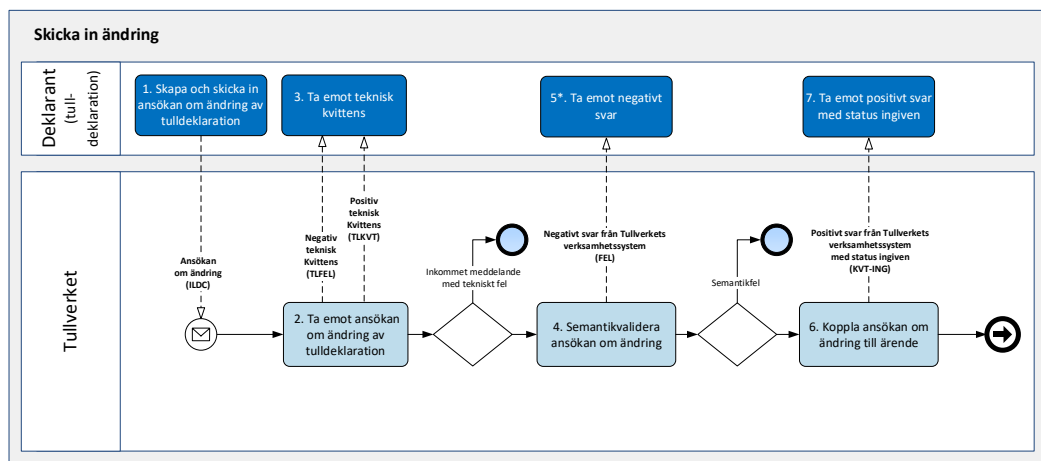 Skicka in ändring
Deklarant
(tull-
deklaration)
1. Skapa och skicka in
ansökan om ändring av
tulldeklaration
3. Ta emot teknisk
kvittens
5*. Ta emot negativt
svar
7. Ta emot positivt svar
med status ingiven
Tullverket
Ansökan
om ändring
(ILDC)
Negativ
teknisk
Kvittens
(TLFEL)
Positiv
teknisk
Kvittens
(TLKVT)
Inkommet meddelande
med tekniskt fel
Negativt svar från Tullverkets
verksamhetssystem
(FEL)
Semantikfel
Positivt svar från Tullverkets
verksamhetssystem
med status ingiven
(KVT-ING)
2. Ta emot ansökan
om ändring av
tulldeklaration
4. Semantikvalidera
ansökan om ändring
6. Koppla ansökan om
ändring till ärende